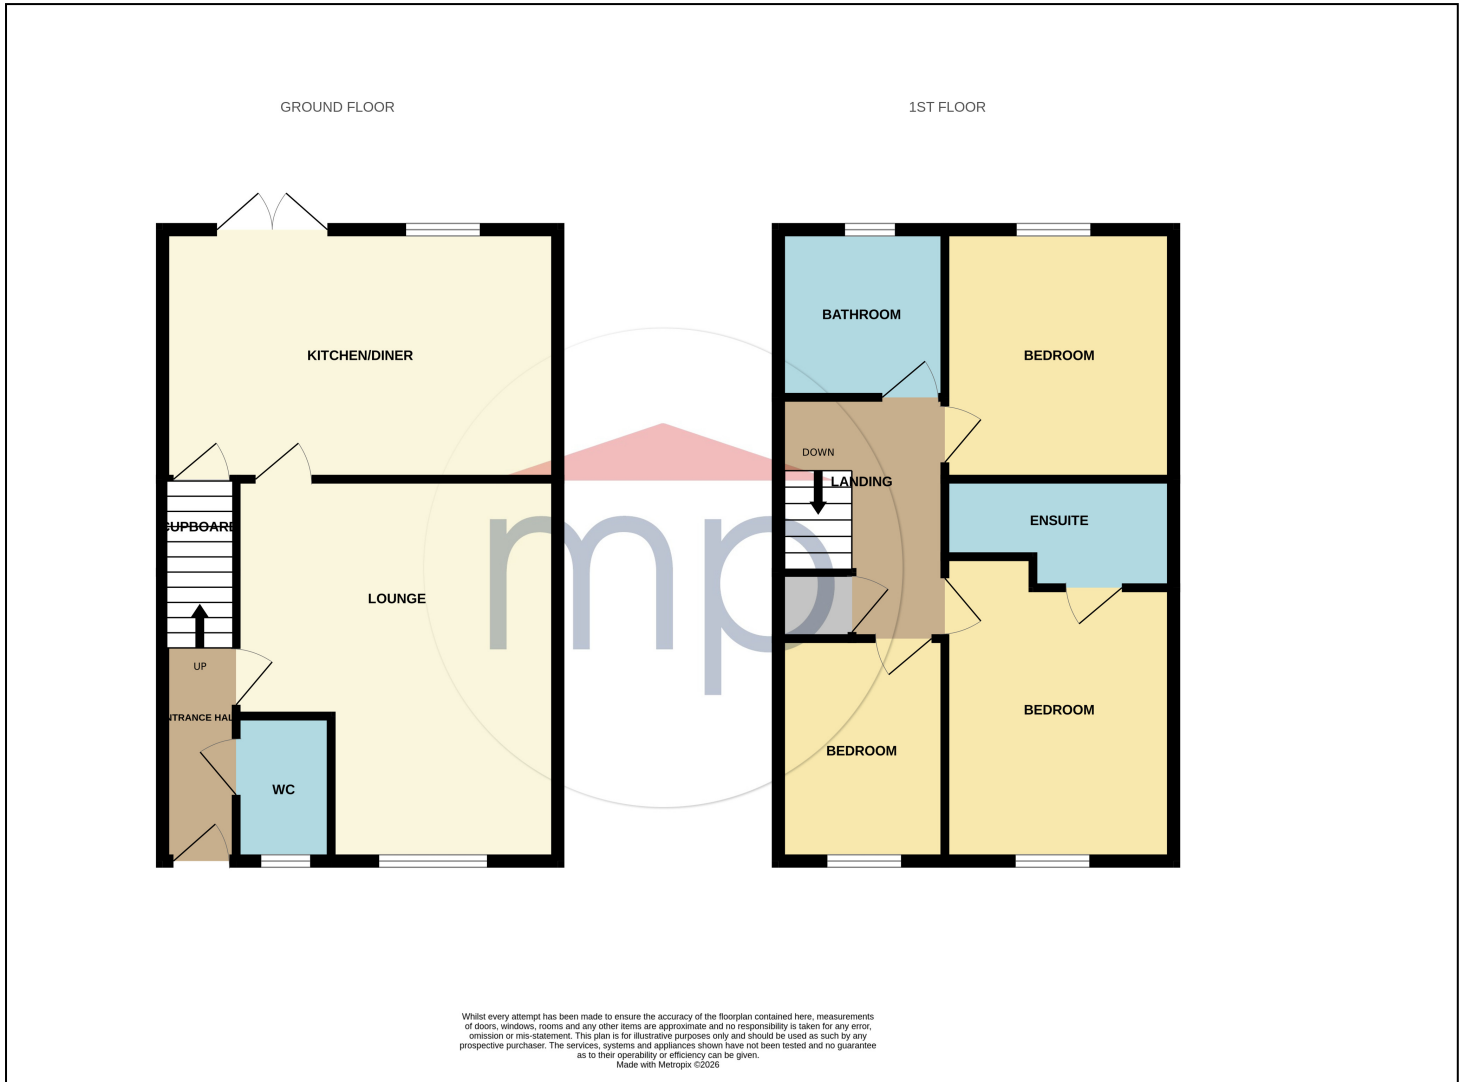 GROUND FLOOR
1ST FLOOR
KITCHEN/DINER
CUPBOARD
LOUNGE
UP
ENTRANCE HALL
WC
BATHROOM
BEDROOM
DOWN
LANDING
ENSUITE
BEDROOM
BEDROOM
mp
Whilst every attempt has been made to ensure the accuracy of the floorplan contained here, measurements
of doors, windows, rooms and any other items are approximate and no responsibility is taken for any error,
omission or mis-statement. This plan is for illustrative purposes only and should be used as such by any
prospective purchaser. The services, systems and appliances shown have not been tested and no guarantee
as to their operability or efficiency can be given.
Made with Metropix ©2026